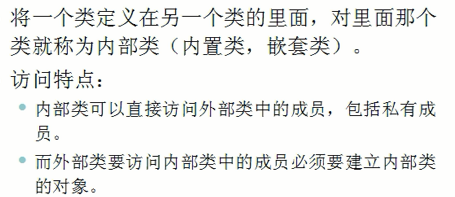 将一个类定义在另一个类的里面，对里面那个
类就称为内部类（内置类，嵌套类）。
访问特点：
• 内部类可以直接访问外部类中的成员，包括私有成
员。
• 而外部类要访问内部类中的成员必须要建立内部类
的对象。